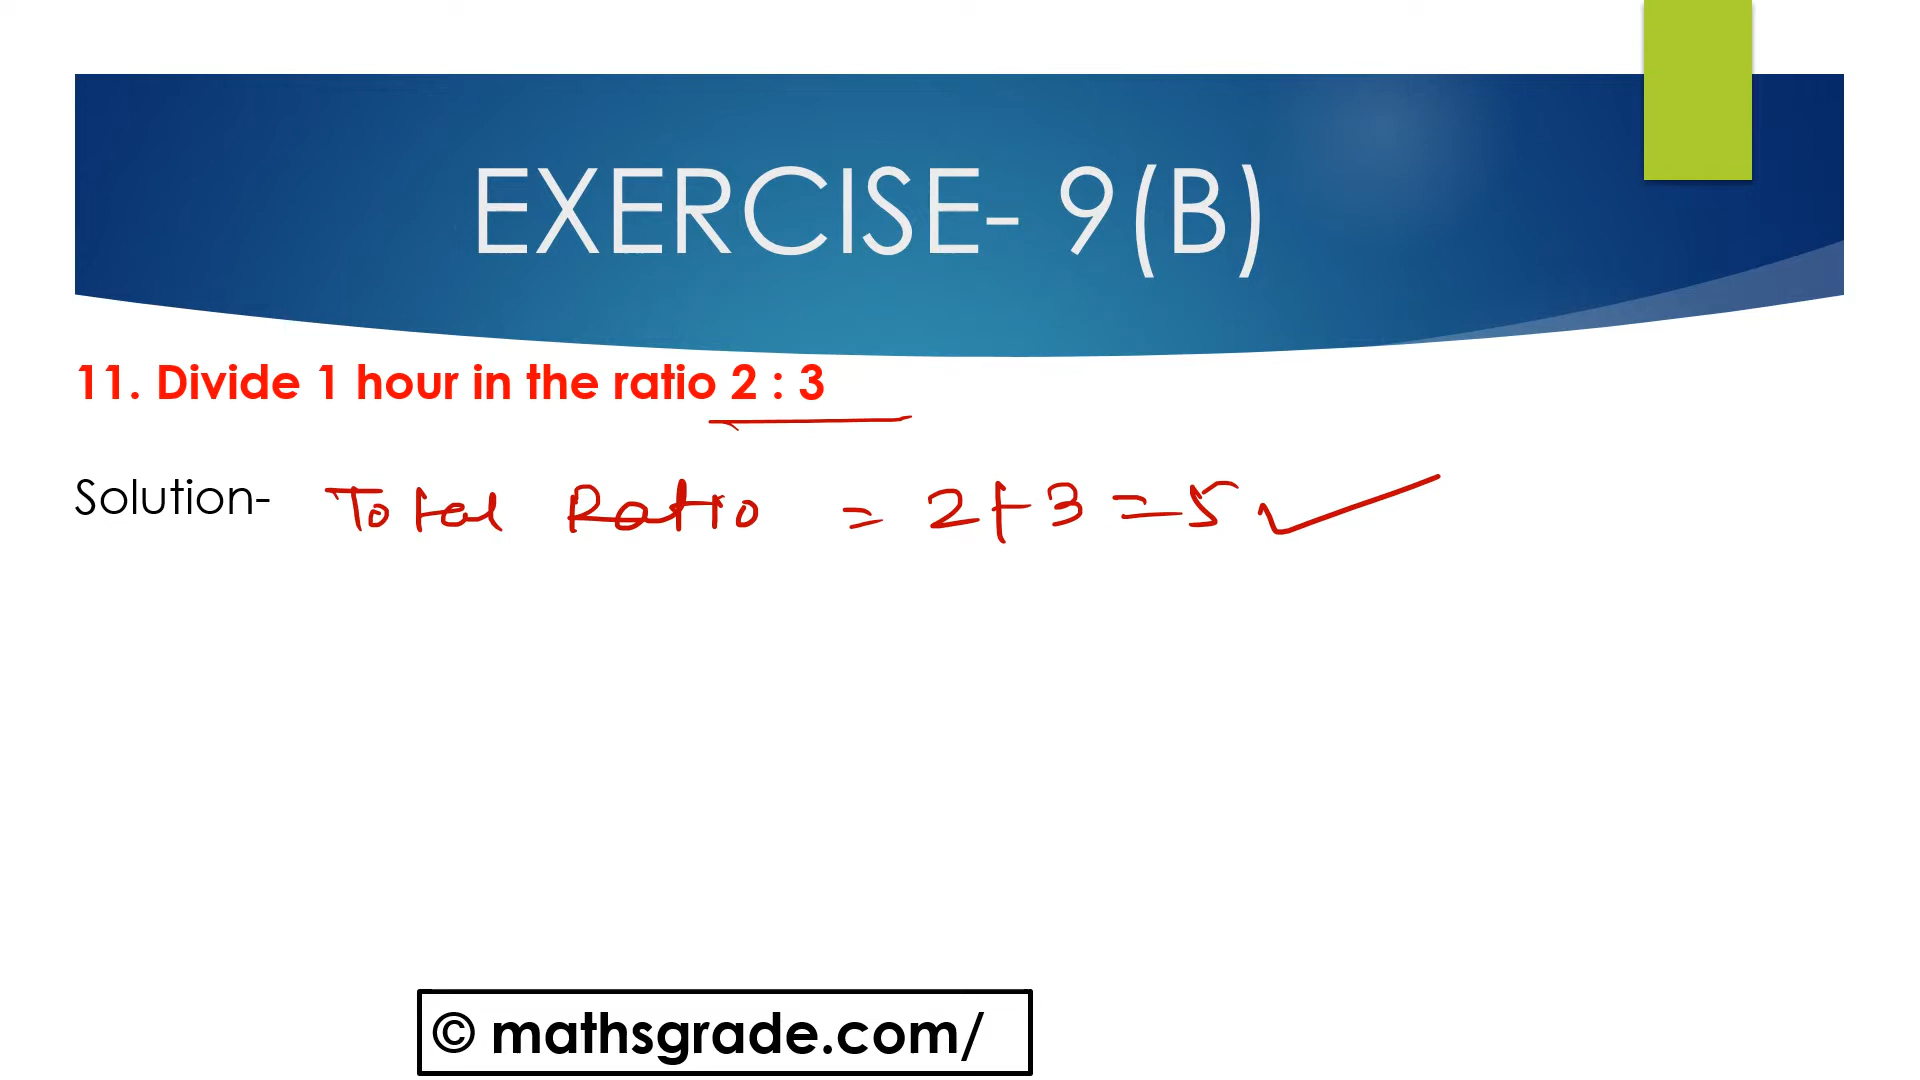 EXERCISE- 9(B)
11. Divide 1 hour in the ratio 2 : 3
Solution- Total Ratio = 2+3 = 5
© mathsgrade.com/